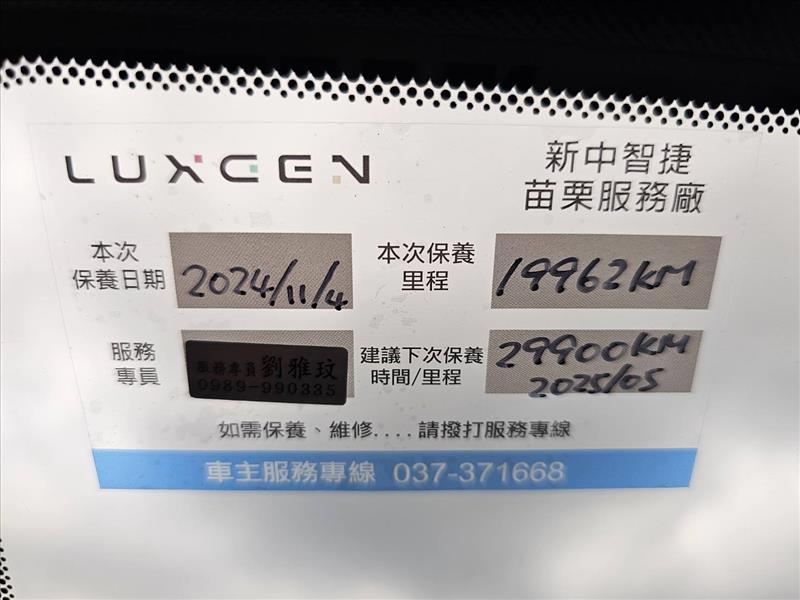 LUXGEN
新中智捷
苗栗服務廠
本次
保養日期
2024/11/4
本次保養
里程
19962KM
服務
專員
服務專員 劉雅玟
0989-990335
建議下次保養
時間/里程
29900KM
2025/05
如需保養、維修....請撥打服務專線
車主服務專線 037-371668